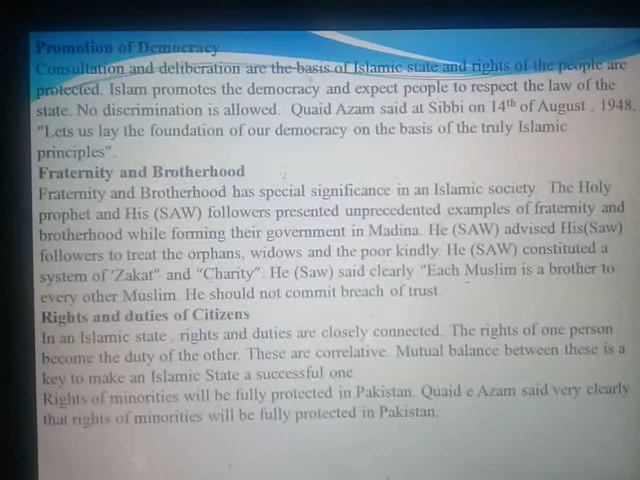 Promotion of Democracy
Consultation and deliberation are the basis of Islamic state and rights of the people are
protected. Islam promotes the democracy and expect people to respect the law of the
state. No discrimination is allowed. Quaid Azam said at Sibbi on 14th of August , 1948,
"Lets us lay the foundation of our democracy on the basis of the truly Islamic
principles".
Fraternity and Brotherhood
Fraternity and Brotherhood has special significance in an Islamic society. The Holy
prophet and His (SAW) followers presented unprecedented examples of fraternity and
brotherhood while forming their government in Madina. He (SAW) advised His(Saw)
followers to treat the orphans, widows and the poor kindly. He (SAW) constituted a
system of 'Zakat" and "Charity". He (Saw) said clearly "Each Muslim is a brother to
every other Muslim. He should not commit breach of trust.
Rights and duties of Citizens
In an Islamic state , rights and duties are closely connected. The rights of one person
become the duty of the other. These are correlative. Mutual balance between these is a
key to make an Islamic State a successful one.
Rights of minorities will be fully protected in Pakistan. Quaid e Azam said very clearly
that rights of minorities will be fully protected in Pakistan.